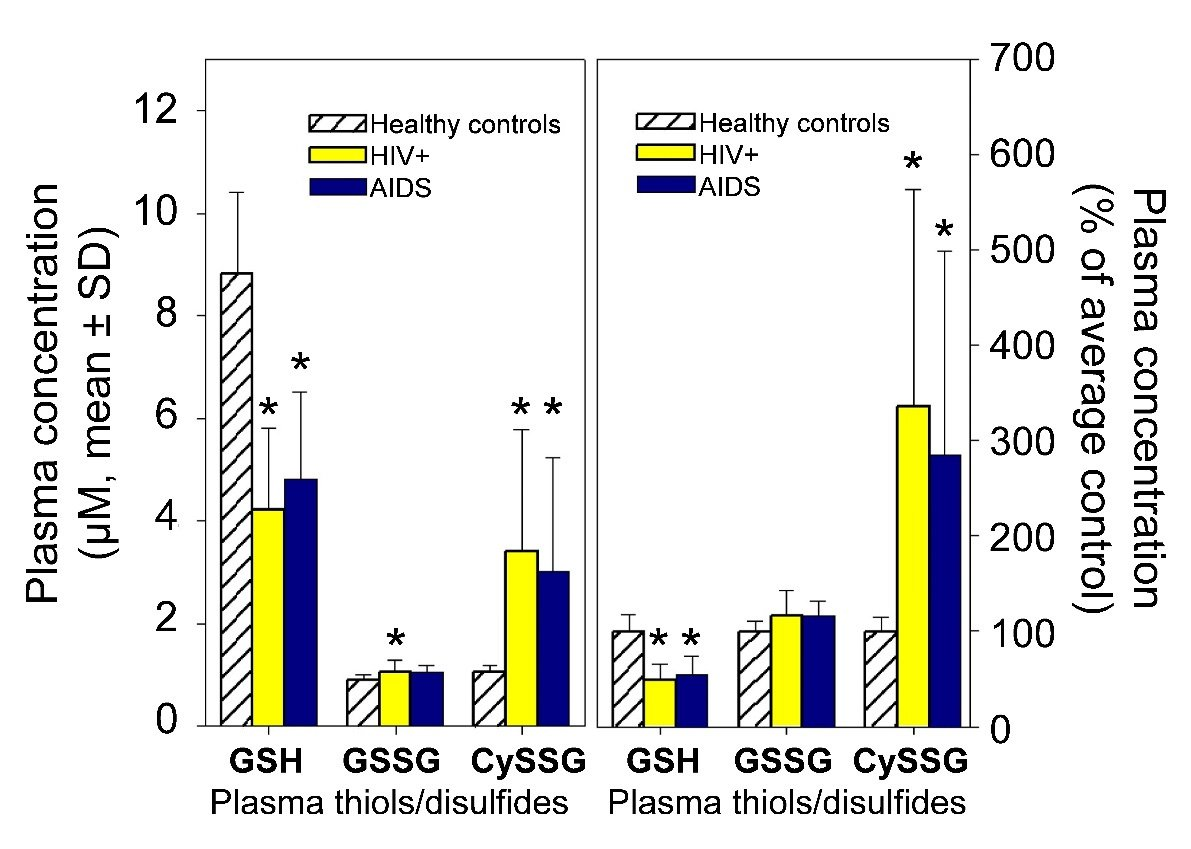 Plasma concentration
(µM, mean ± SD)
12
10
8
6
4
2
0
Healthy controls
HIV+
AIDS
*
*
*
*
*
GSH GSSG CySSG
Plasma thiols/disulfides
Healthy controls
HIV+
AIDS
*
*
*
*
GSH GSSG CySSG
Plasma thiols/disulfides
700
600
500
400
300
200
100
0
Plasma concentration
(% of average control)